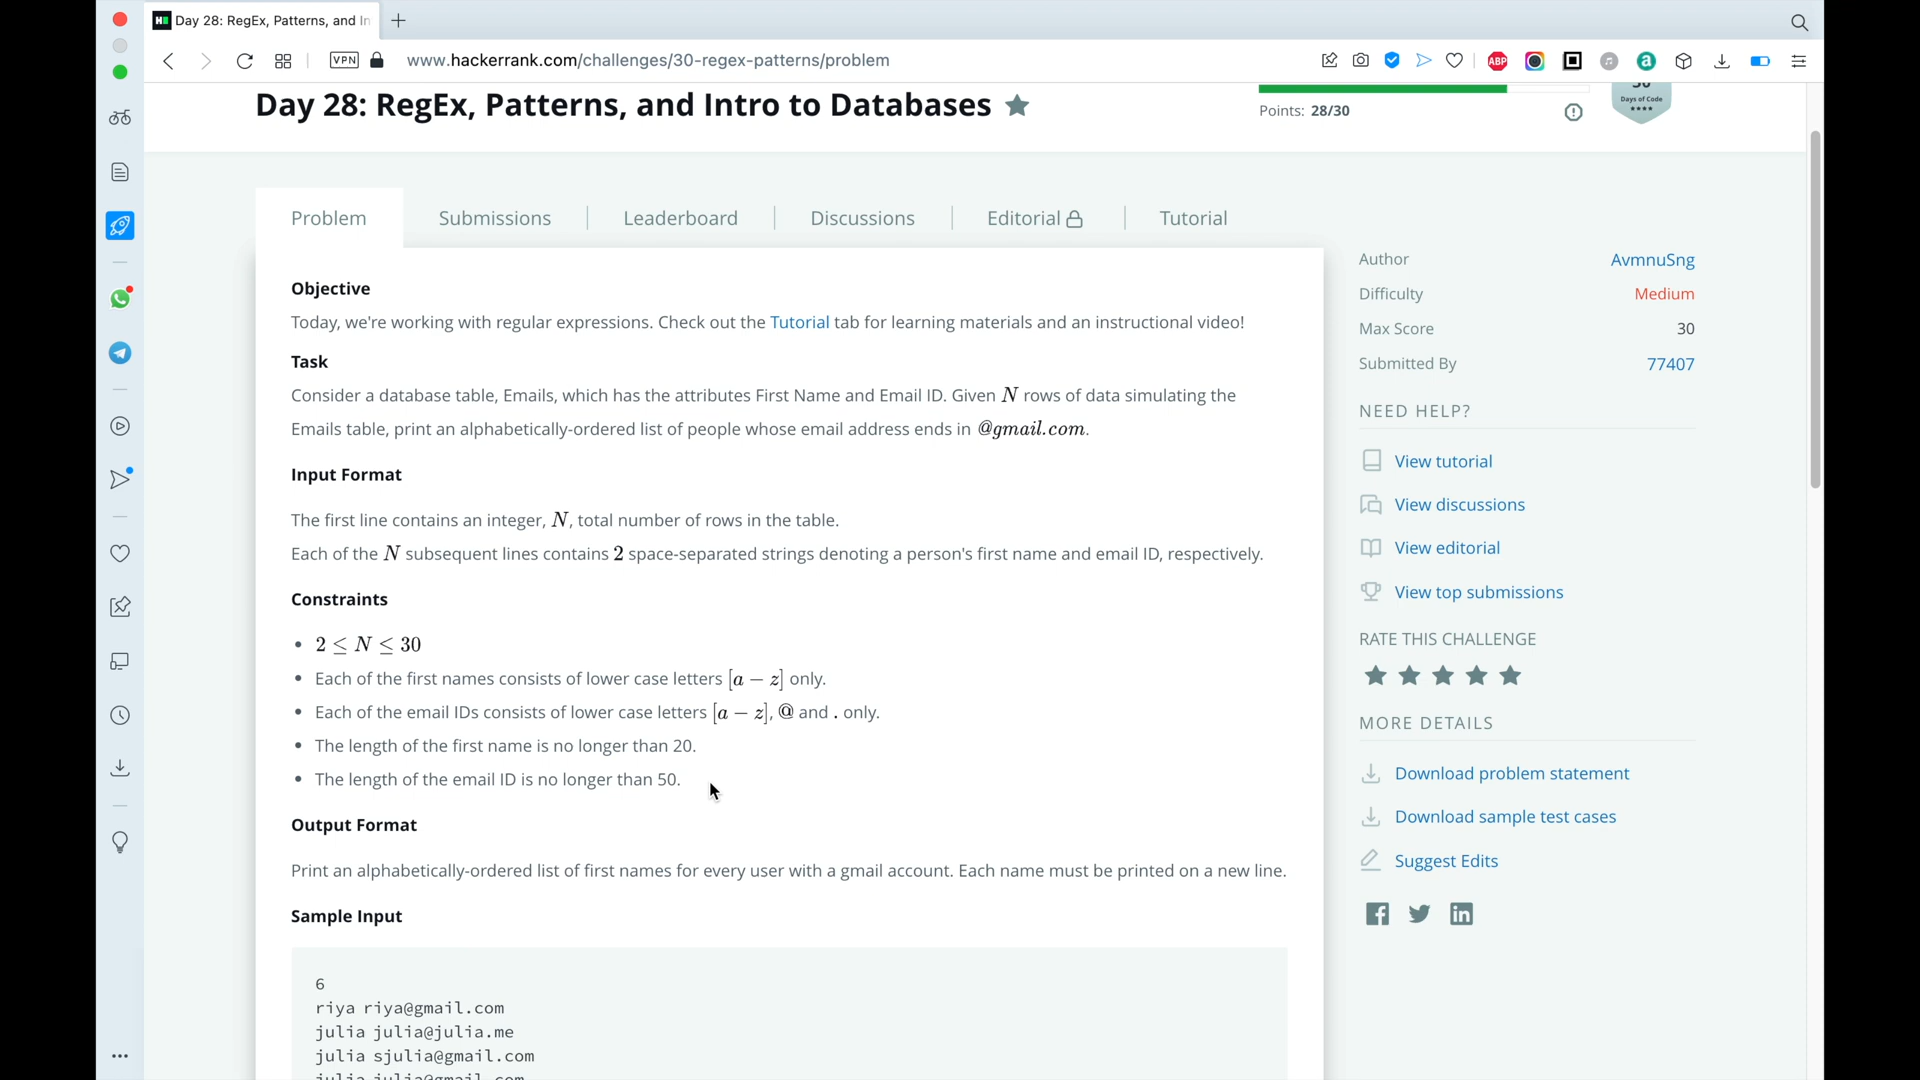 Day 28: RegEx, Patterns, and In
VPN
www.hackerrank.com/challenges/30-regex-patterns/problem
ABP
Day 28: RegEx, Patterns, and Intro to Databases
Points: 28/30
Days of Code
Problem
Submissions
Leaderboard
Discussions
Editorial
Tutorial
Objective
Today, we're working with regular expressions. Check out the Tutorial tab for learning materials and an instructional video!
Task
Consider a database table, Emails, which has the attributes First Name and Email ID. Given N rows of data simulating the
Emails table, print an alphabetically-ordered list of people whose email address ends in @gmail.com.
Input Format
The first line contains an integer, N, total number of rows in the table.
Each of the N subsequent lines contains 2 space-separated strings denoting a person's first name and email ID, respectively.
Constraints
• 2 ≤ N ≤ 30
• Each of the first names consists of lower case letters [a − z] only.
• Each of the email IDs consists of lower case letters [a − z], @ and . only.
• The length of the first name is no longer than 20.
• The length of the email ID is no longer than 50.
Output Format
Print an alphabetically-ordered list of first names for every user with a gmail account. Each name must be printed on a new line.
Sample Input
6
riya riya@gmail.com
julia julia@julia.me
julia sjulia@gmail.com
julia julia@gmail.com
Author AvmnuSng
Difficulty Medium
Max Score 30
Submitted By 77407
NEED HELP?
View tutorial
View discussions
View editorial
View top submissions
RATE THIS CHALLENGE
MORE DETAILS
Download problem statement
Download sample test cases
Suggest Edits